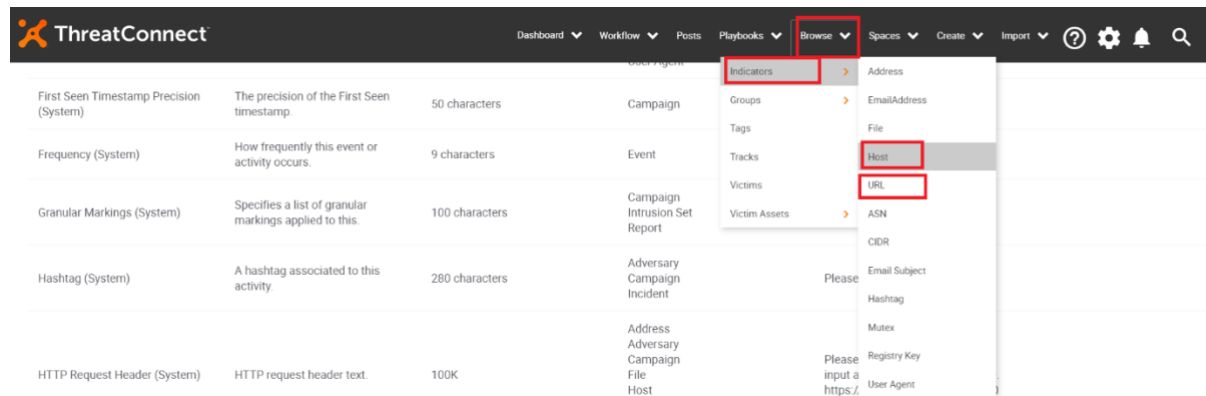 ThreatConnect
Dashboard Workflow Posts Playbooks Browse Spaces Create Import
User Agent
Indicators
Groups
Tags
Tracks
Victims
Victim Assets
Address
EmailAddress
File
Host
URL
ASN
CIDR
Email Subject
Hashtag
Mutex
Registry Key
User Agent
First Seen Timestamp Precision
(System)
The precision of the First Seen
timestamp.
50 characters
Campaign
Frequency (System)
How frequently this event or
activity occurs.
9 characters
Event
Granular Markings (System)
Specifies a list of granular
markings applied to this.
100 characters
Campaign
Intrusion Set
Report
Hashtag (System)
A hashtag associated to this
activity.
280 characters
Adversary
Campaign
Incident
Please
HTTP Request Header (System)
HTTP request header text.
100K
Address
Adversary
Campaign
File
Host
Please
input a
https:/